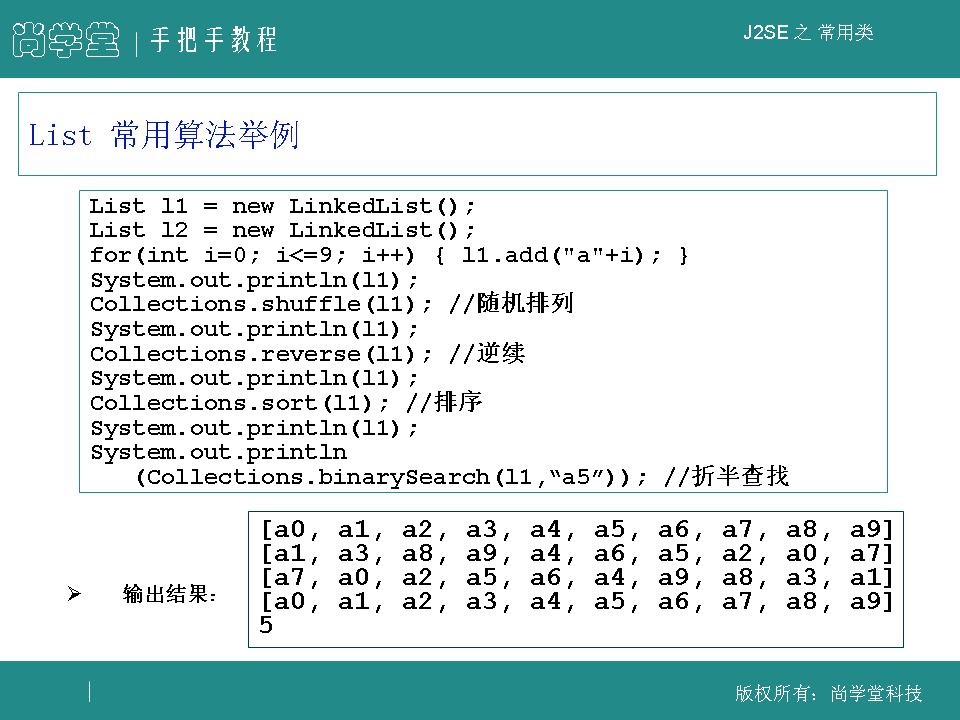 尚学堂 | 手把手教程
J2SE 之 常用类
List 常用算法举例
List l1 = new LinkedList();
List l2 = new LinkedList();
for(int i=0; i<=9; i++) { l1.add("a"+i); }
System.out.println(l1);
Collections.shuffle(l1); //随机排列
System.out.println(l1);
Collections.reverse(l1); //逆续
System.out.println(l1);
Collections.sort(l1); //排序
System.out.println(l1);
System.out.println
(Collections.binarySearch(l1,“a5”)); //折半查找
[a0, a1, a2, a3, a4, a5, a6, a7, a8, a9]
[a1, a3, a8, a9, a4, a6, a5, a2, a0, a7]
[a7, a0, a2, a5, a6, a4, a9, a8, a3, a1]
[a0, a1, a2, a3, a4, a5, a6, a7, a8, a9]
5
➢ 输出结果：
版权所有：尚学堂科技